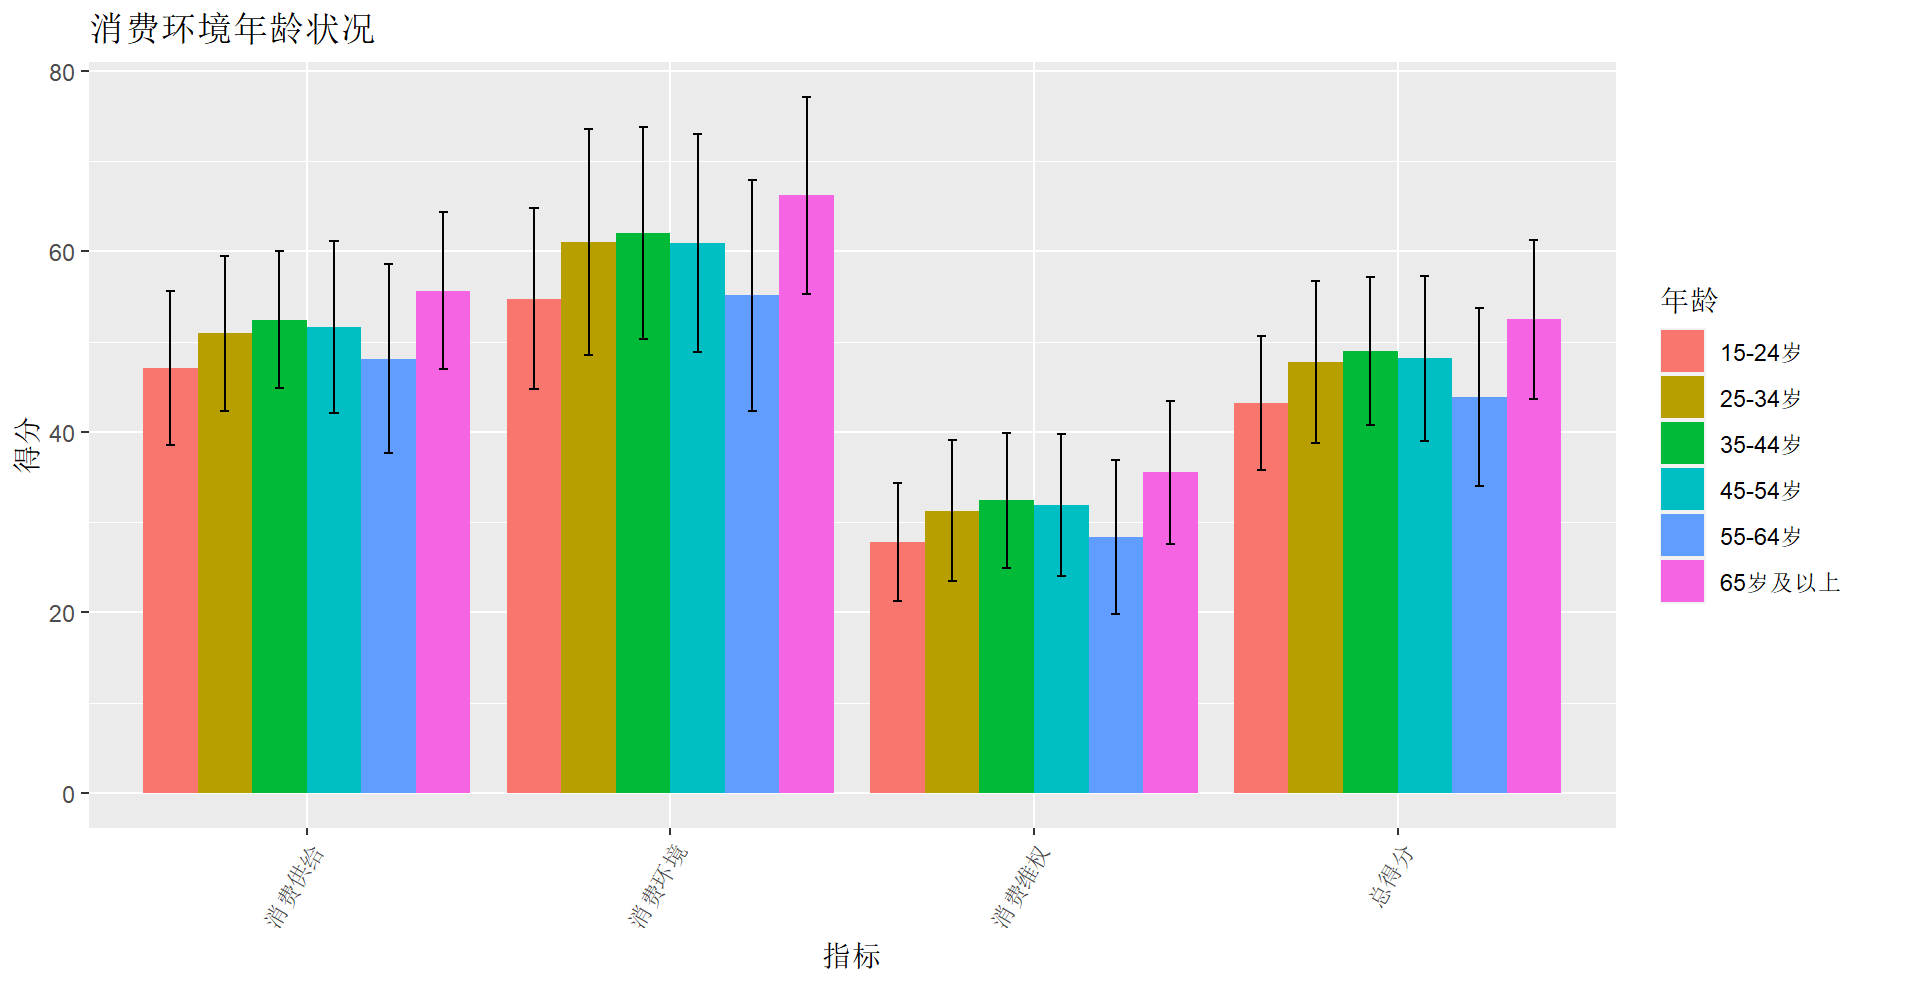 消费环境年龄状况
80
60
40
20
0
得分
消费供给
消费环境
消费维权
总得分
指标
年龄
15-24岁
25-34岁
35-44岁
45-54岁
55-64岁
65岁及以上